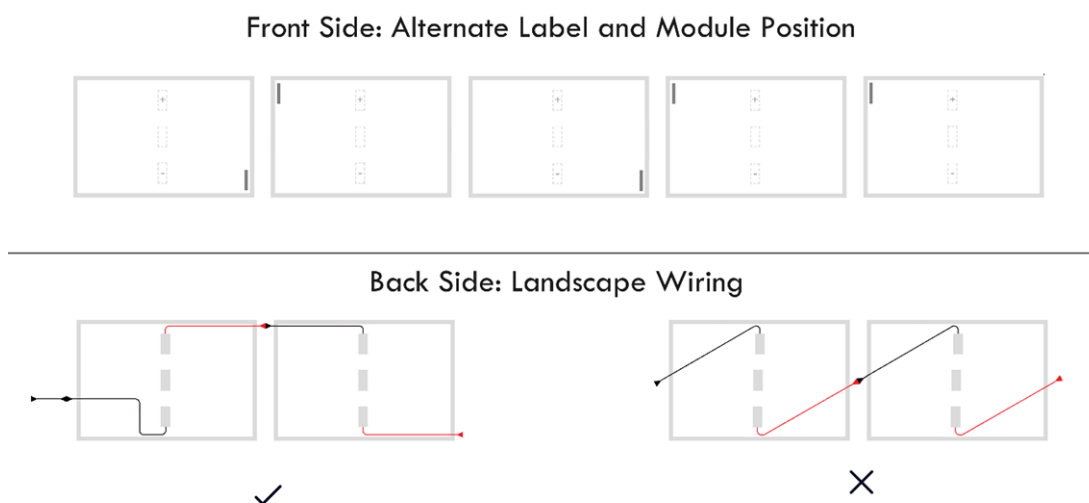 Front Side: Alternate Label and Module Position
+ + + + +
- - - - -
Back Side: Landscape Wiring